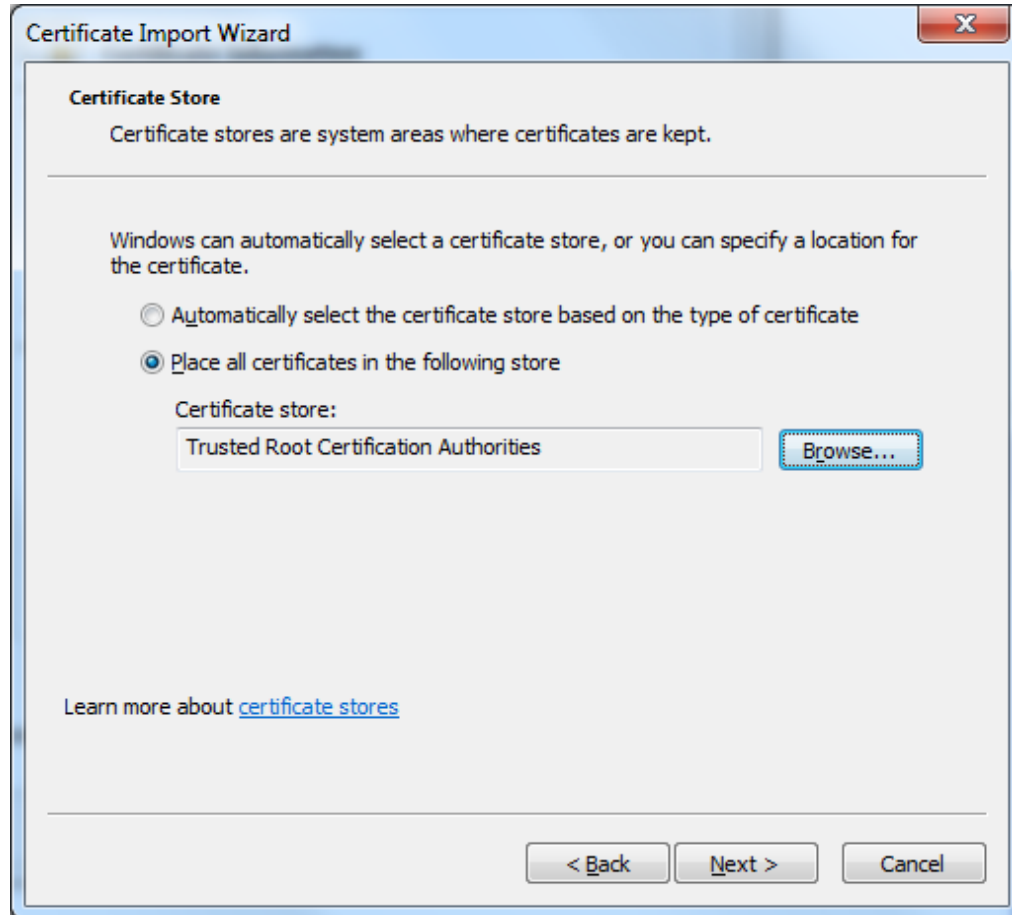 Certificate Import Wizard
Certificate Store
Certificate stores are system areas where certificates are kept.
Windows can automatically select a certificate store, or you can specify a location for
the certificate.
Automatically select the certificate store based on the type of certificate
Place all certificates in the following store
Certificate store:
Trusted Root Certification Authorities
Browse...
Learn more about certificate stores
< Back
Next >
Cancel